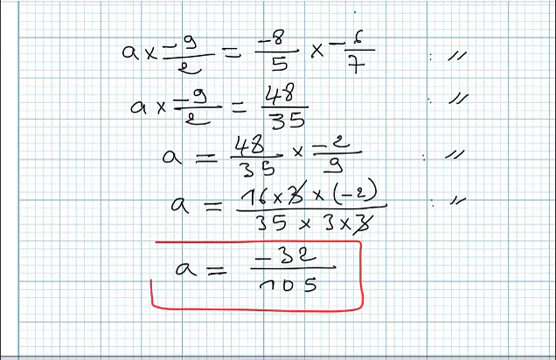 a × -9/2 = -8/5 × -6/7 : //
a × -9/2 = 48/35 : //
a = 48/35 × -2/9 : //
a = 16 × 3 × (-2) / 35 × 3 × 3 : //
a = -32/105